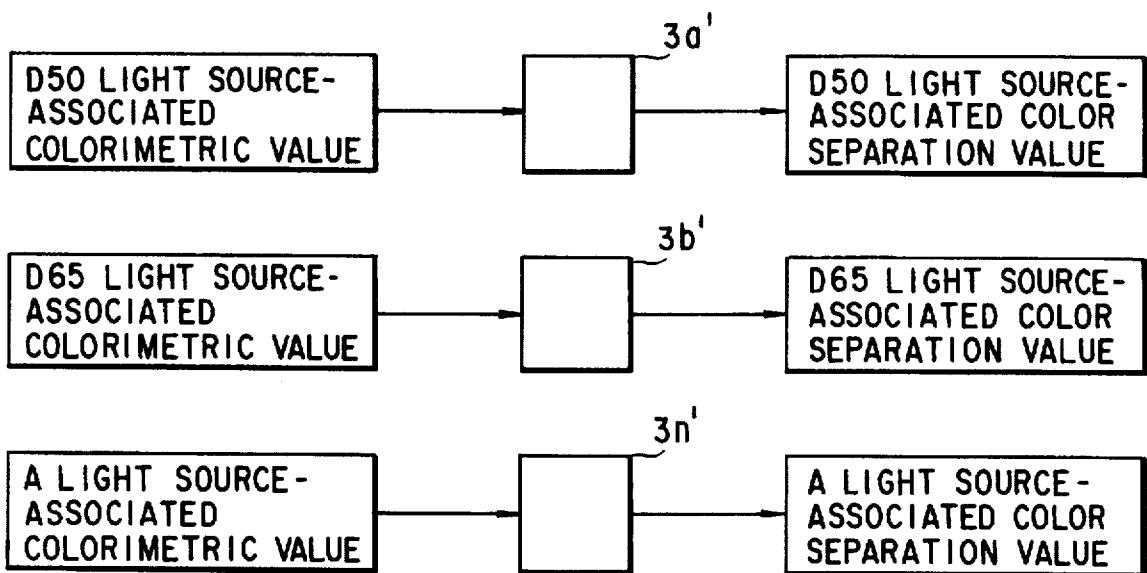 3a'
D50 LIGHT SOURCE-
ASSOCIATED
COLORIMETRIC VALUE
D50 LIGHT SOURCE-
ASSOCIATED COLOR
SEPARATION VALUE
3b'
D65 LIGHT SOURCE-
ASSOCIATED
COLORIMETRIC VALUE
D65 LIGHT SOURCE-
ASSOCIATED COLOR
SEPARATION VALUE
3n'
A LIGHT SOURCE-
ASSOCIATED
COLORIMETRIC VALUE
A LIGHT SOURCE-
ASSOCIATED COLOR
SEPARATION VALUE